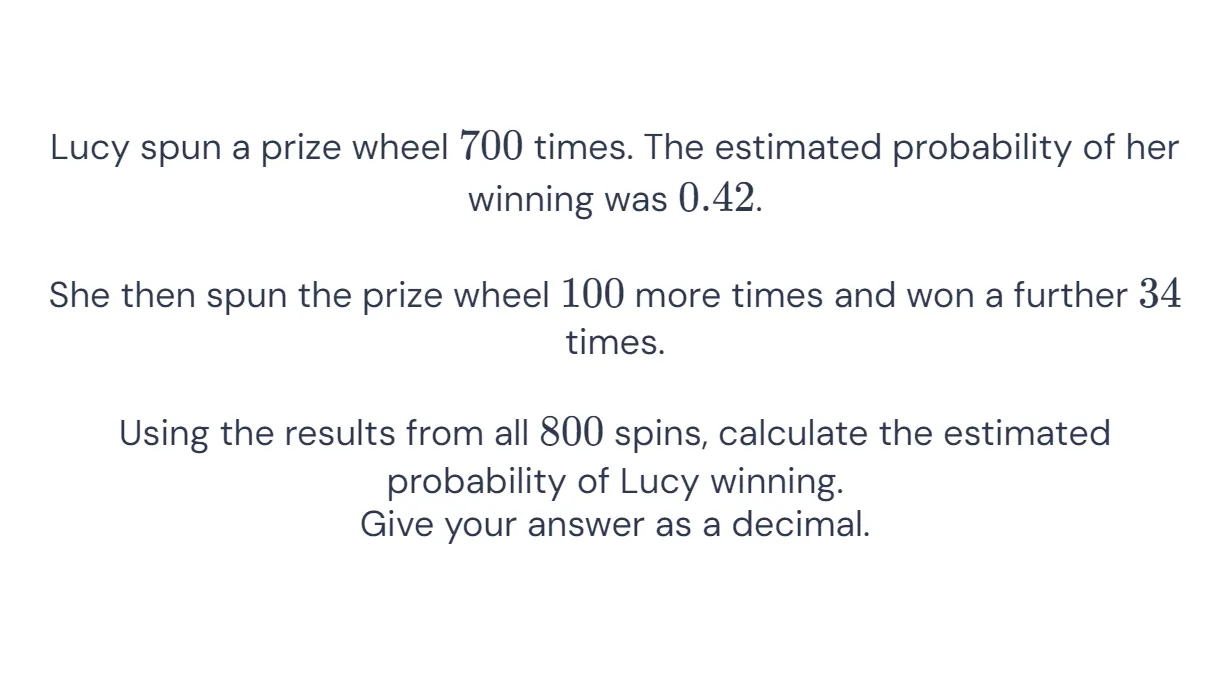 Lucy spun a prize wheel 700 times. The estimated probability of her
winning was 0.42.
She then spun the prize wheel 100 more times and won a further 34
times.
Using the results from all 800 spins, calculate the estimated
probability of Lucy winning.
Give your answer as a decimal.